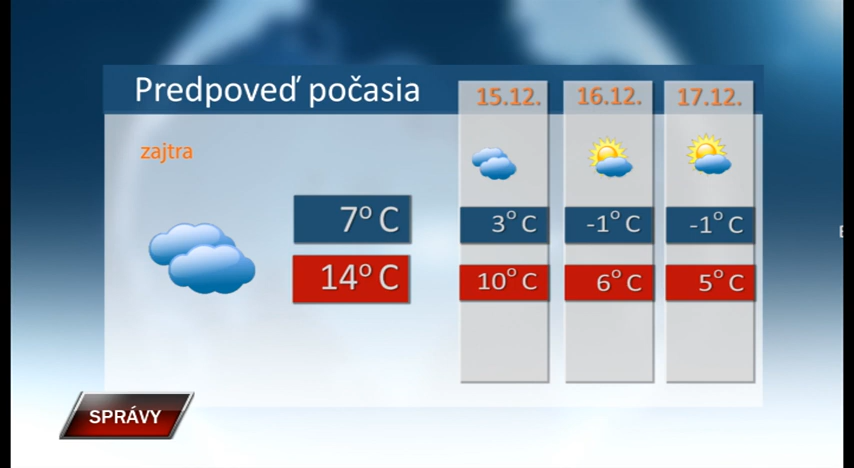 Predpoveď počasia
zajtra
7° C
14° C
15.12.
3° C
10° C
16.12.
-1° C
6° C
17.12.
-1° C
5° C
SPRÁVY